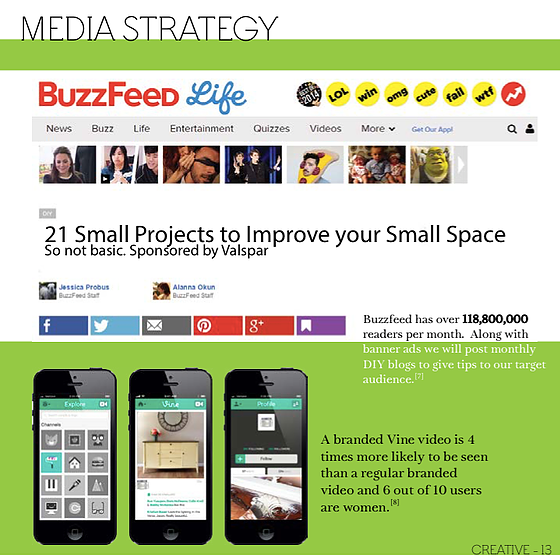 MEDIA STRATEGY
BUZZFEED Life
LOL win omg cute fail wtf
News Buzz Life Entertainment Quizzes Videos More Get Our App!
DIY
21 Small Projects to Improve your Small Space
So not basic. Sponsored by Valspar
Jessica Probus Alanna Okun
BuzzFeed Staff BuzzFeed Staff
f g+
Buzzfeed has over 118,800,000
readers per month. Along with
banner ads we will post monthly
DIY blogs to give tips to our target
audience.[7]
Explore Vine Profile
Channels
Follow
A branded Vine video is 4
times more likely to be seen
than a regular branded
video and 6 out of 10 users
are women.[8]
CREATIVE - 13